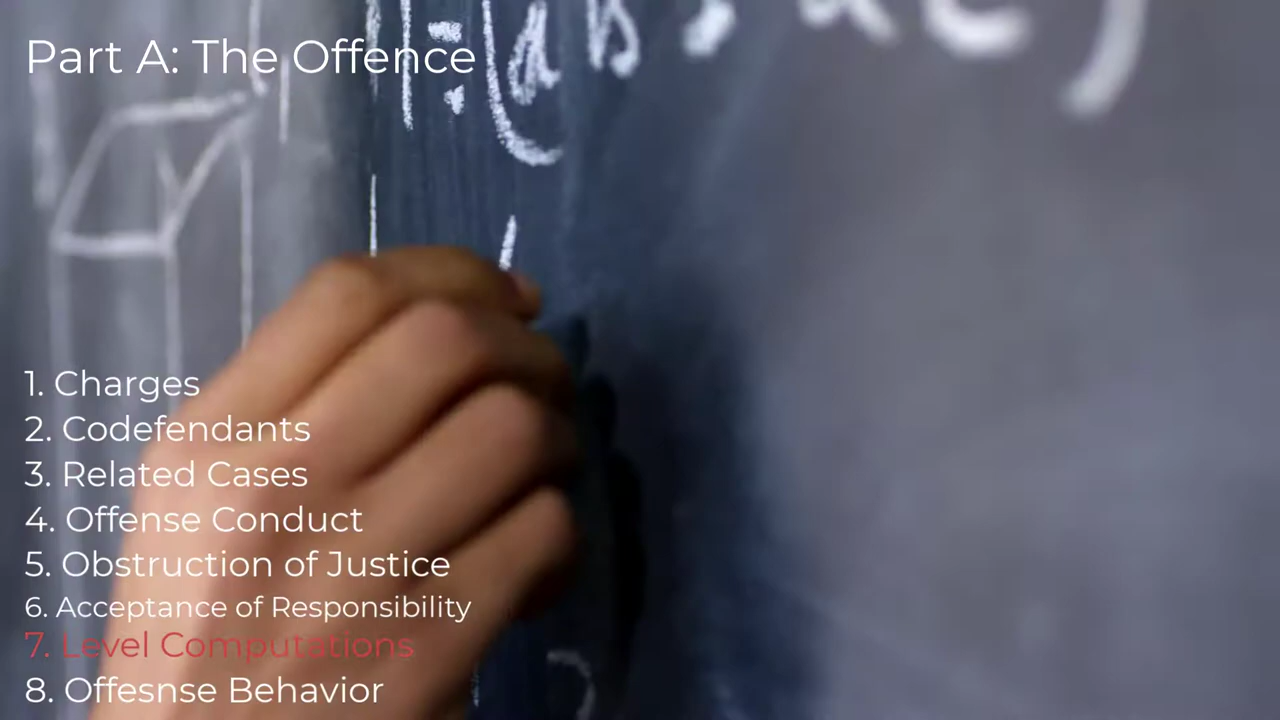 Part A: The Offence
1. Charges
2. Codefendants
3. Related Cases
4. Offense Conduct
5. Obstruction of Justice
6. Acceptance of Responsibility
7. Level Computations
8. Offesnse Behavior